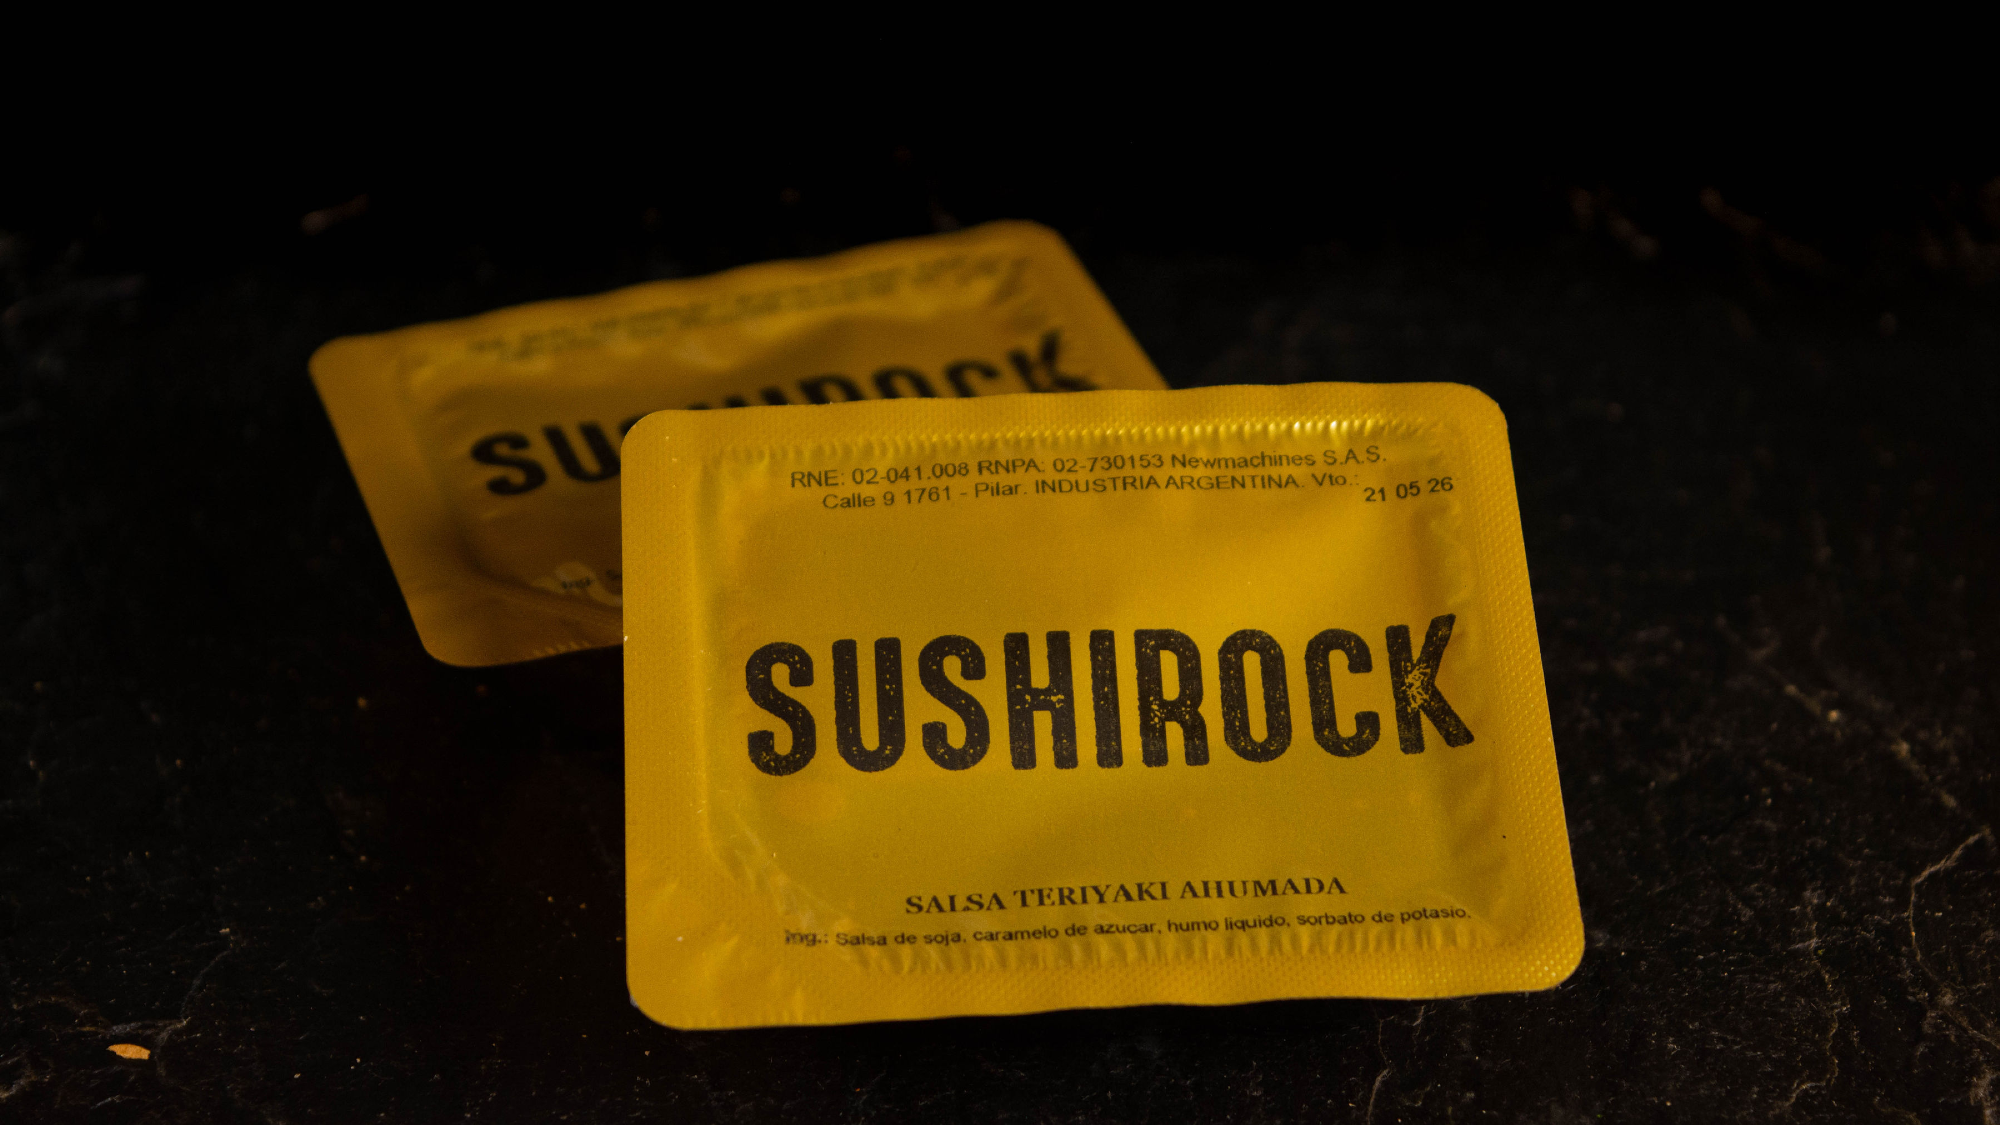 SUSHIROCK
RNE: 02-041.008 RNPA: 02-730153 Newmachines S.A.S.
Calle 9 1761 - Pilar. INDUSTRIA ARGENTINA. Vto.: 21 05 26
SUSHIROCK
SALSA TERIYAKI AHUMADA
Ing.: Salsa de soja, caramelo de azucar, humo liquido, sorbato de potasio.